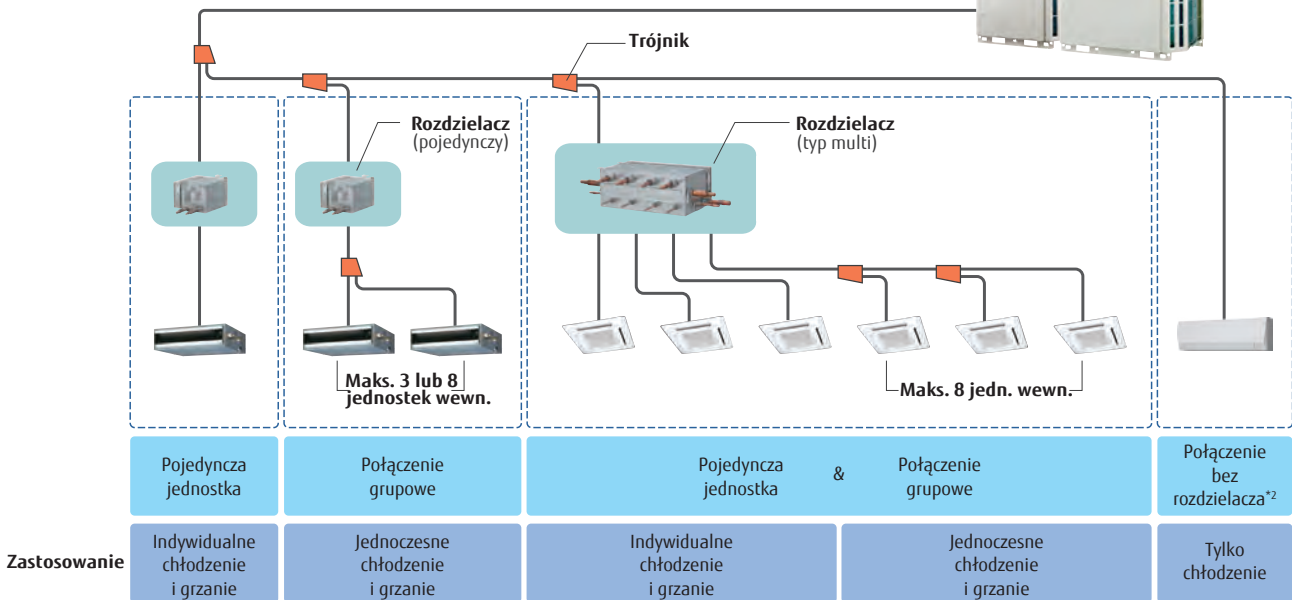 Trójnik
Rozdzielacz
(pojedynczy)
Rozdzielacz
(typ multi)
Maks. 3 lub 8
jednostek wewn.
Maks. 8 jedn. wewn.
Pojedyncza
jednostka
Połączenie
grupowe
Pojedyncza
jednostka
&
Połączenie
grupowe
Połączenie
bez
rozdzielacza*2
Zastosowanie
Indywidualne
chłodzenie
i grzanie
Jednoczesne
chłodzenie
i grzanie
Indywidualne
chłodzenie
i grzanie
Jednoczesne
chłodzenie
i grzanie
Tylko
chłodzenie